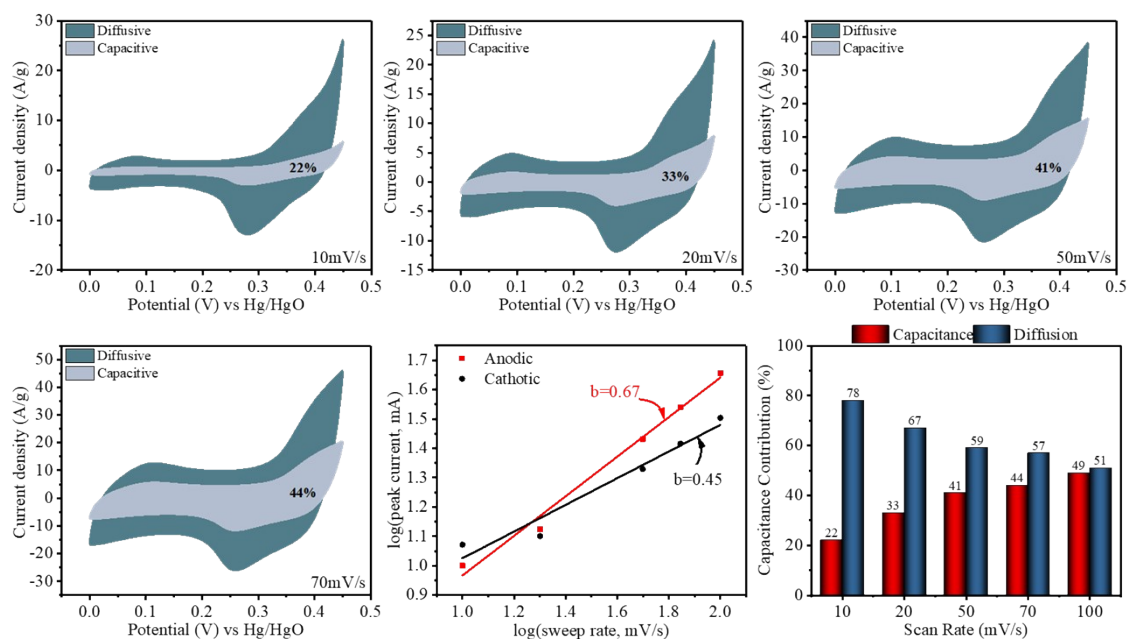 Diffusive
Capacitive
22%
10mV/s
30
20
10
0
-10
-20
0.0 0.1 0.2 0.3 0.4 0.5
Current density (A/g)
Potential (V) vs Hg/HgO
Diffusive
Capacitive
33%
20mV/s
25
20
15
10
5
0
-5
-10
-15
0.0 0.1 0.2 0.3 0.4 0.5
Current density (A/g)
Potential (V) vs Hg/HgO
Diffusive
Capacitive
41%
50mV/s
40
30
20
10
0
-10
-20
-30
0.0 0.1 0.2 0.3 0.4 0.5
Current density (A/g)
Potential (V) vs Hg/HgO
Diffusive
Capacitive
44%
70mV/s
50
40
30
20
10
0
-10
-20
-30
0.0 0.1 0.2 0.3 0.4 0.5
Current density (A/g)
Potential (V) vs Hg/HgO
Anodic
Cathotic
b=0.67
b=0.45
1.7
1.6
1.5
1.4
1.3
1.2
1.1
1.0
0.9
1.0 1.2 1.4 1.6 1.8 2.0
log(peak current, mA)
log(sweep rate, mV/s)
Capacitance Diffusion
100
80
60
40
20
0
22 78 33 67 41 59 44 57 49 51
10 20 50 70 100
Capacitance Contribution (%)
Scan Rate (mV/s)